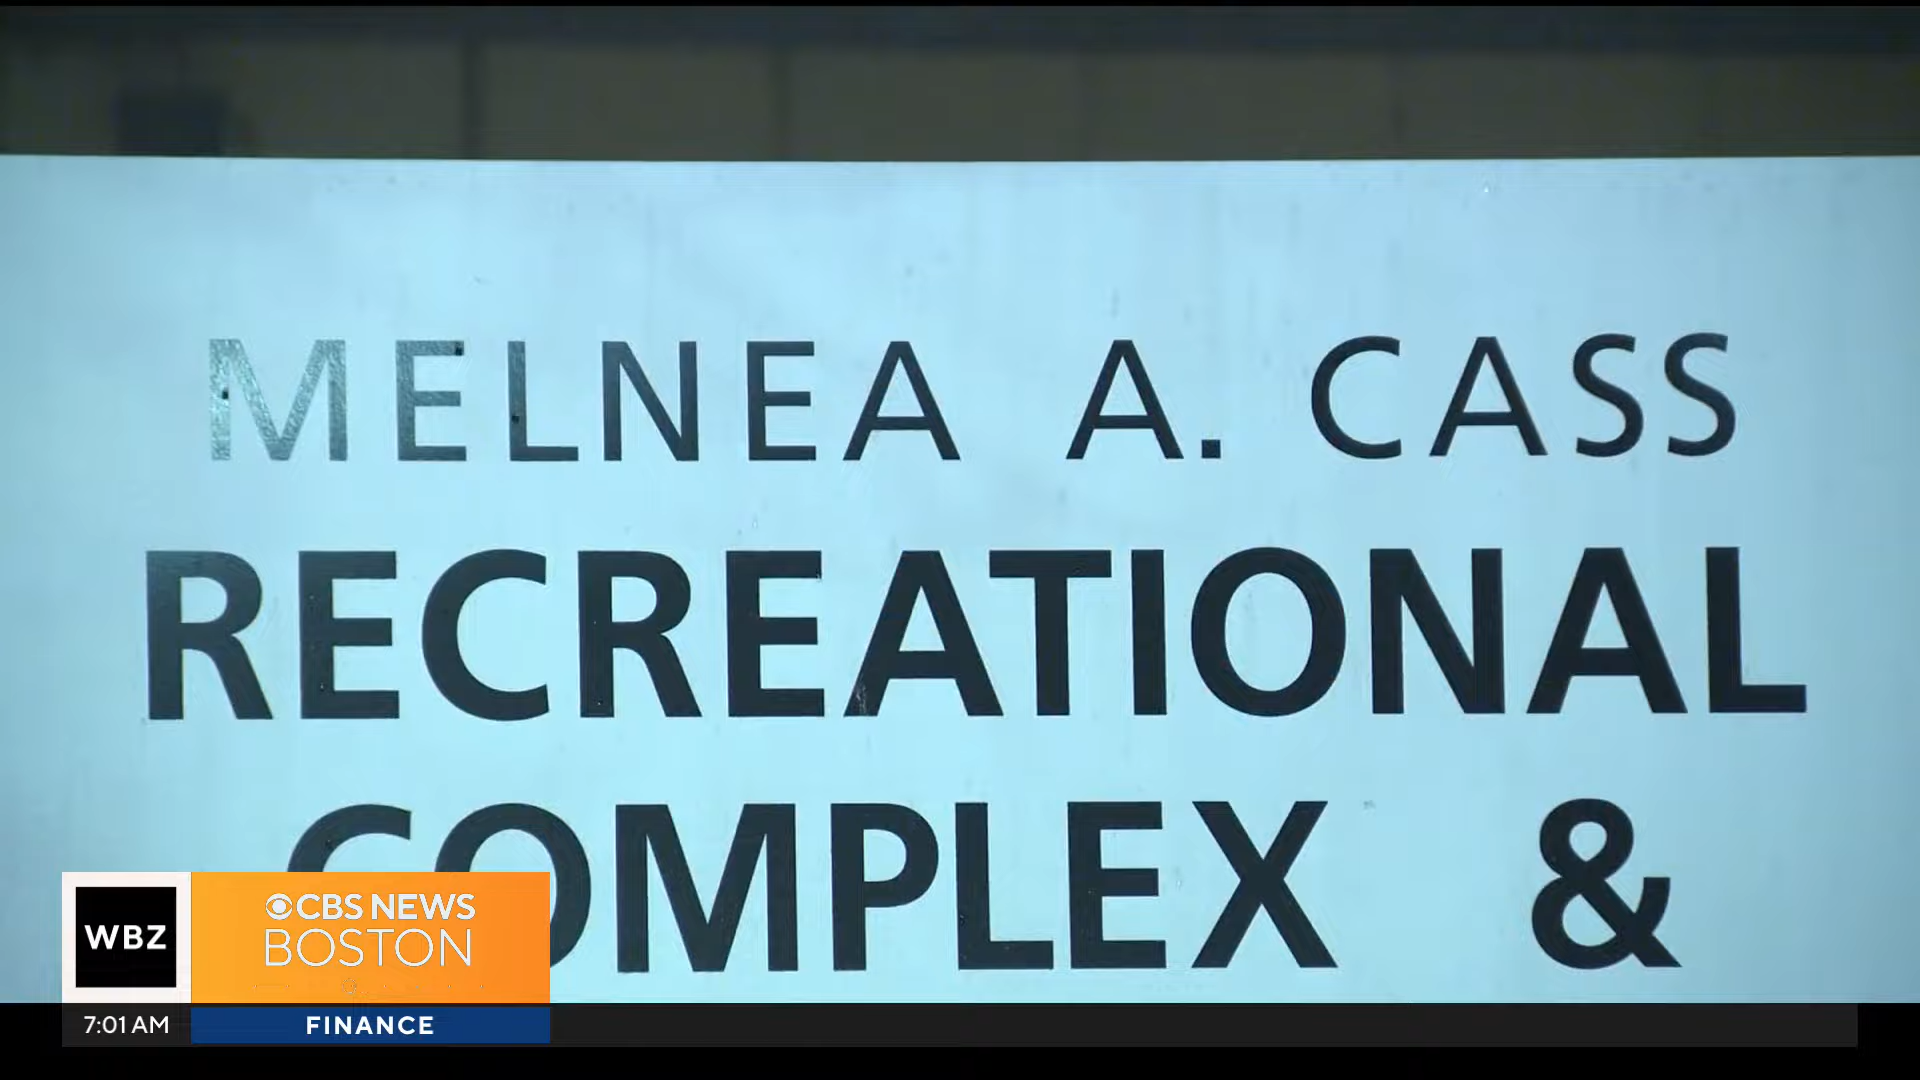 MELNEA A. CASS
RECREATIONAL
COMPLEX &
WBZ
CBS NEWS
BOSTON
7:01 AM
FINANCE